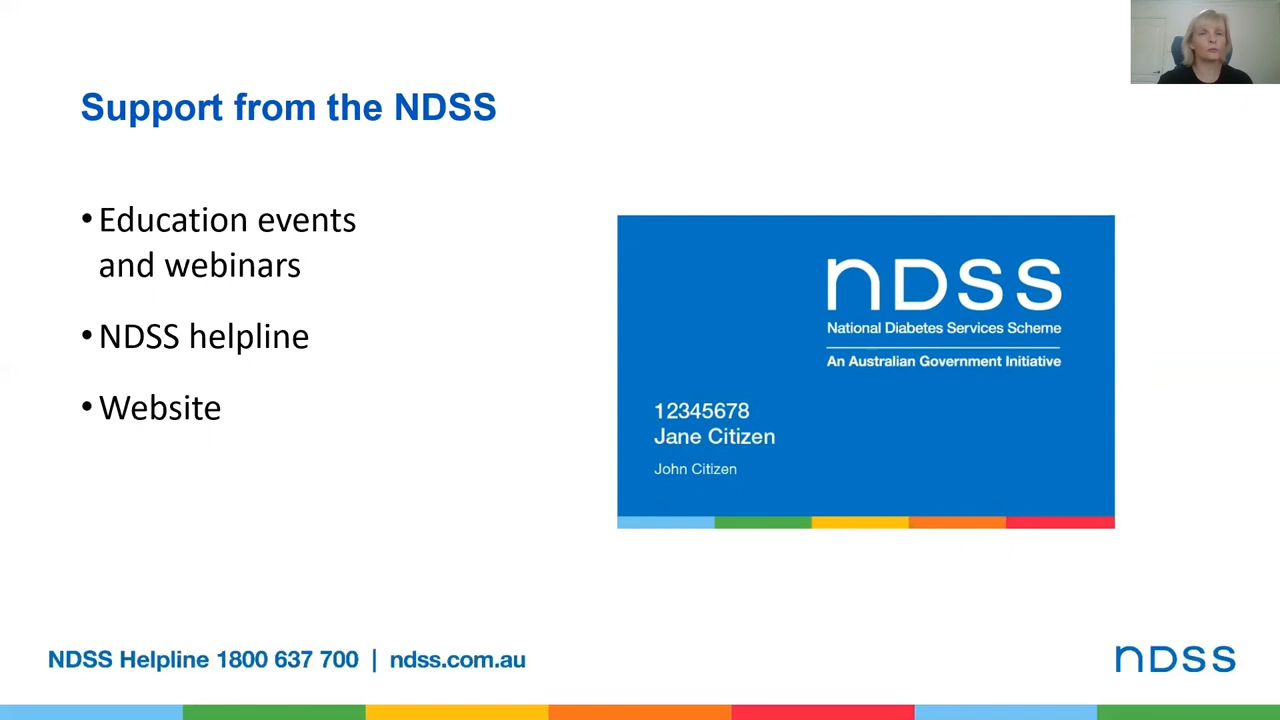 Support from the NDSS
• Education events
and webinars
• NDSS helpline
• Website
nDSS
National Diabetes Services Scheme
An Australian Government Initiative
12345678
Jane Citizen
John Citizen
NDSS Helpline 1800 637 700 | ndss.com.au
nDSS